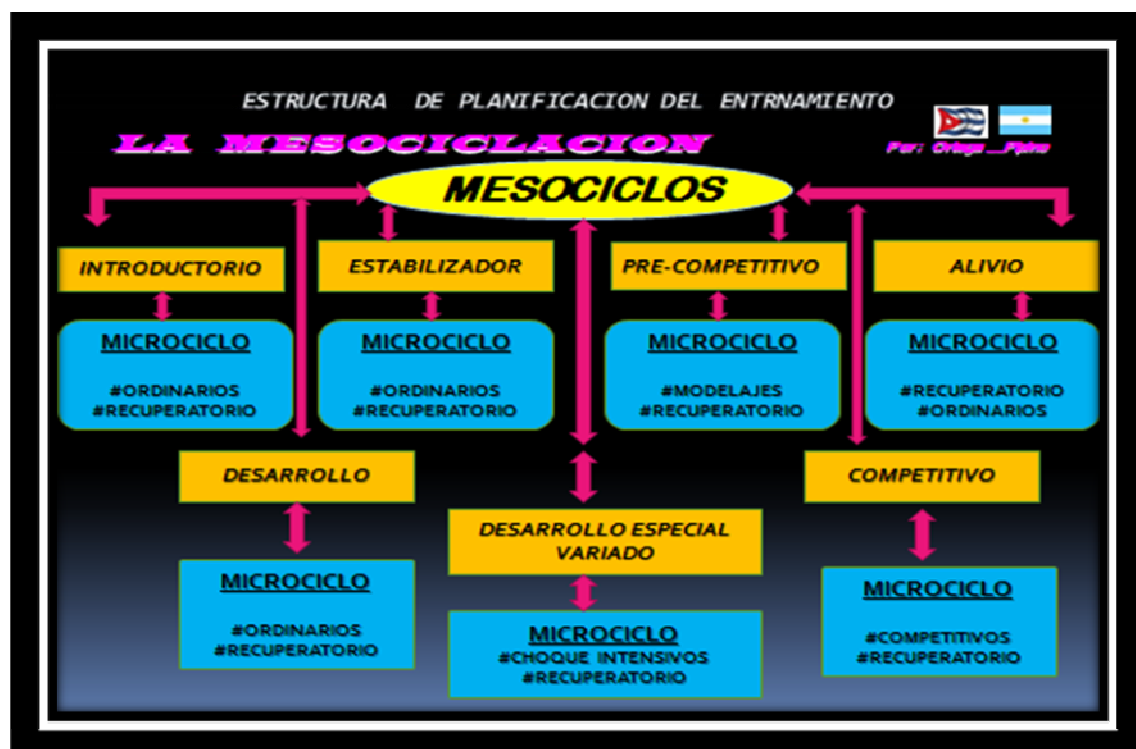 ESTRUCTURA DE PLANIFICACION DEL ENTRNAMIENTO
LA MESOCICLACION
Por: Ortega
MESOCICLOS
INTRODUCTORIO
ESTABILIZADOR
PRE-COMPETITIVO
ALIVIO
MICROCICLO
#ORDINARIOS
#RECUPERATORIO
MICROCICLO
#ORDINARIOS
#RECUPERATORIO
MICROCICLO
#MODELAJES
#RECUPERATORIO
MICROCICLO
#RECUPERATORIO
#ORDINARIOS
DESARROLLO
DESARROLLO ESPECIAL
VARIADO
COMPETITIVO
MICROCICLO
#ORDINARIOS
#RECUPERATORIO
MICROCICLO
#CHOQUE INTENSIVOS
#RECUPERATORIO
MICROCICLO
#COMPETITIVOS
#RECUPERATORIO